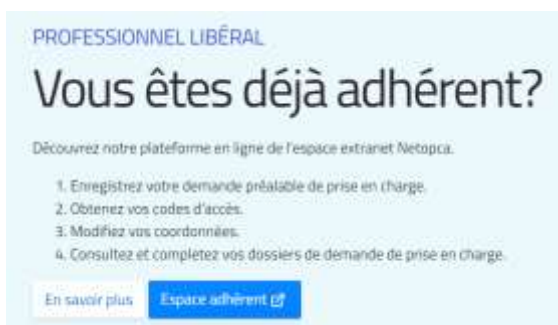 PROFESSIONNEL LIBÉRAL
Vous êtes déjà adhérent?
Découvrez notre plateforme en ligne de l'espace extranet Netopca.
1. Enregistrez votre demande préalable de prise en charge.
2. Obtenez vos codes d'accès.
3. Modifiez vos coordonnées.
4. Consultez et completez vos dossiers de demande de prise en charge.
En savoir plus Espace adhérent